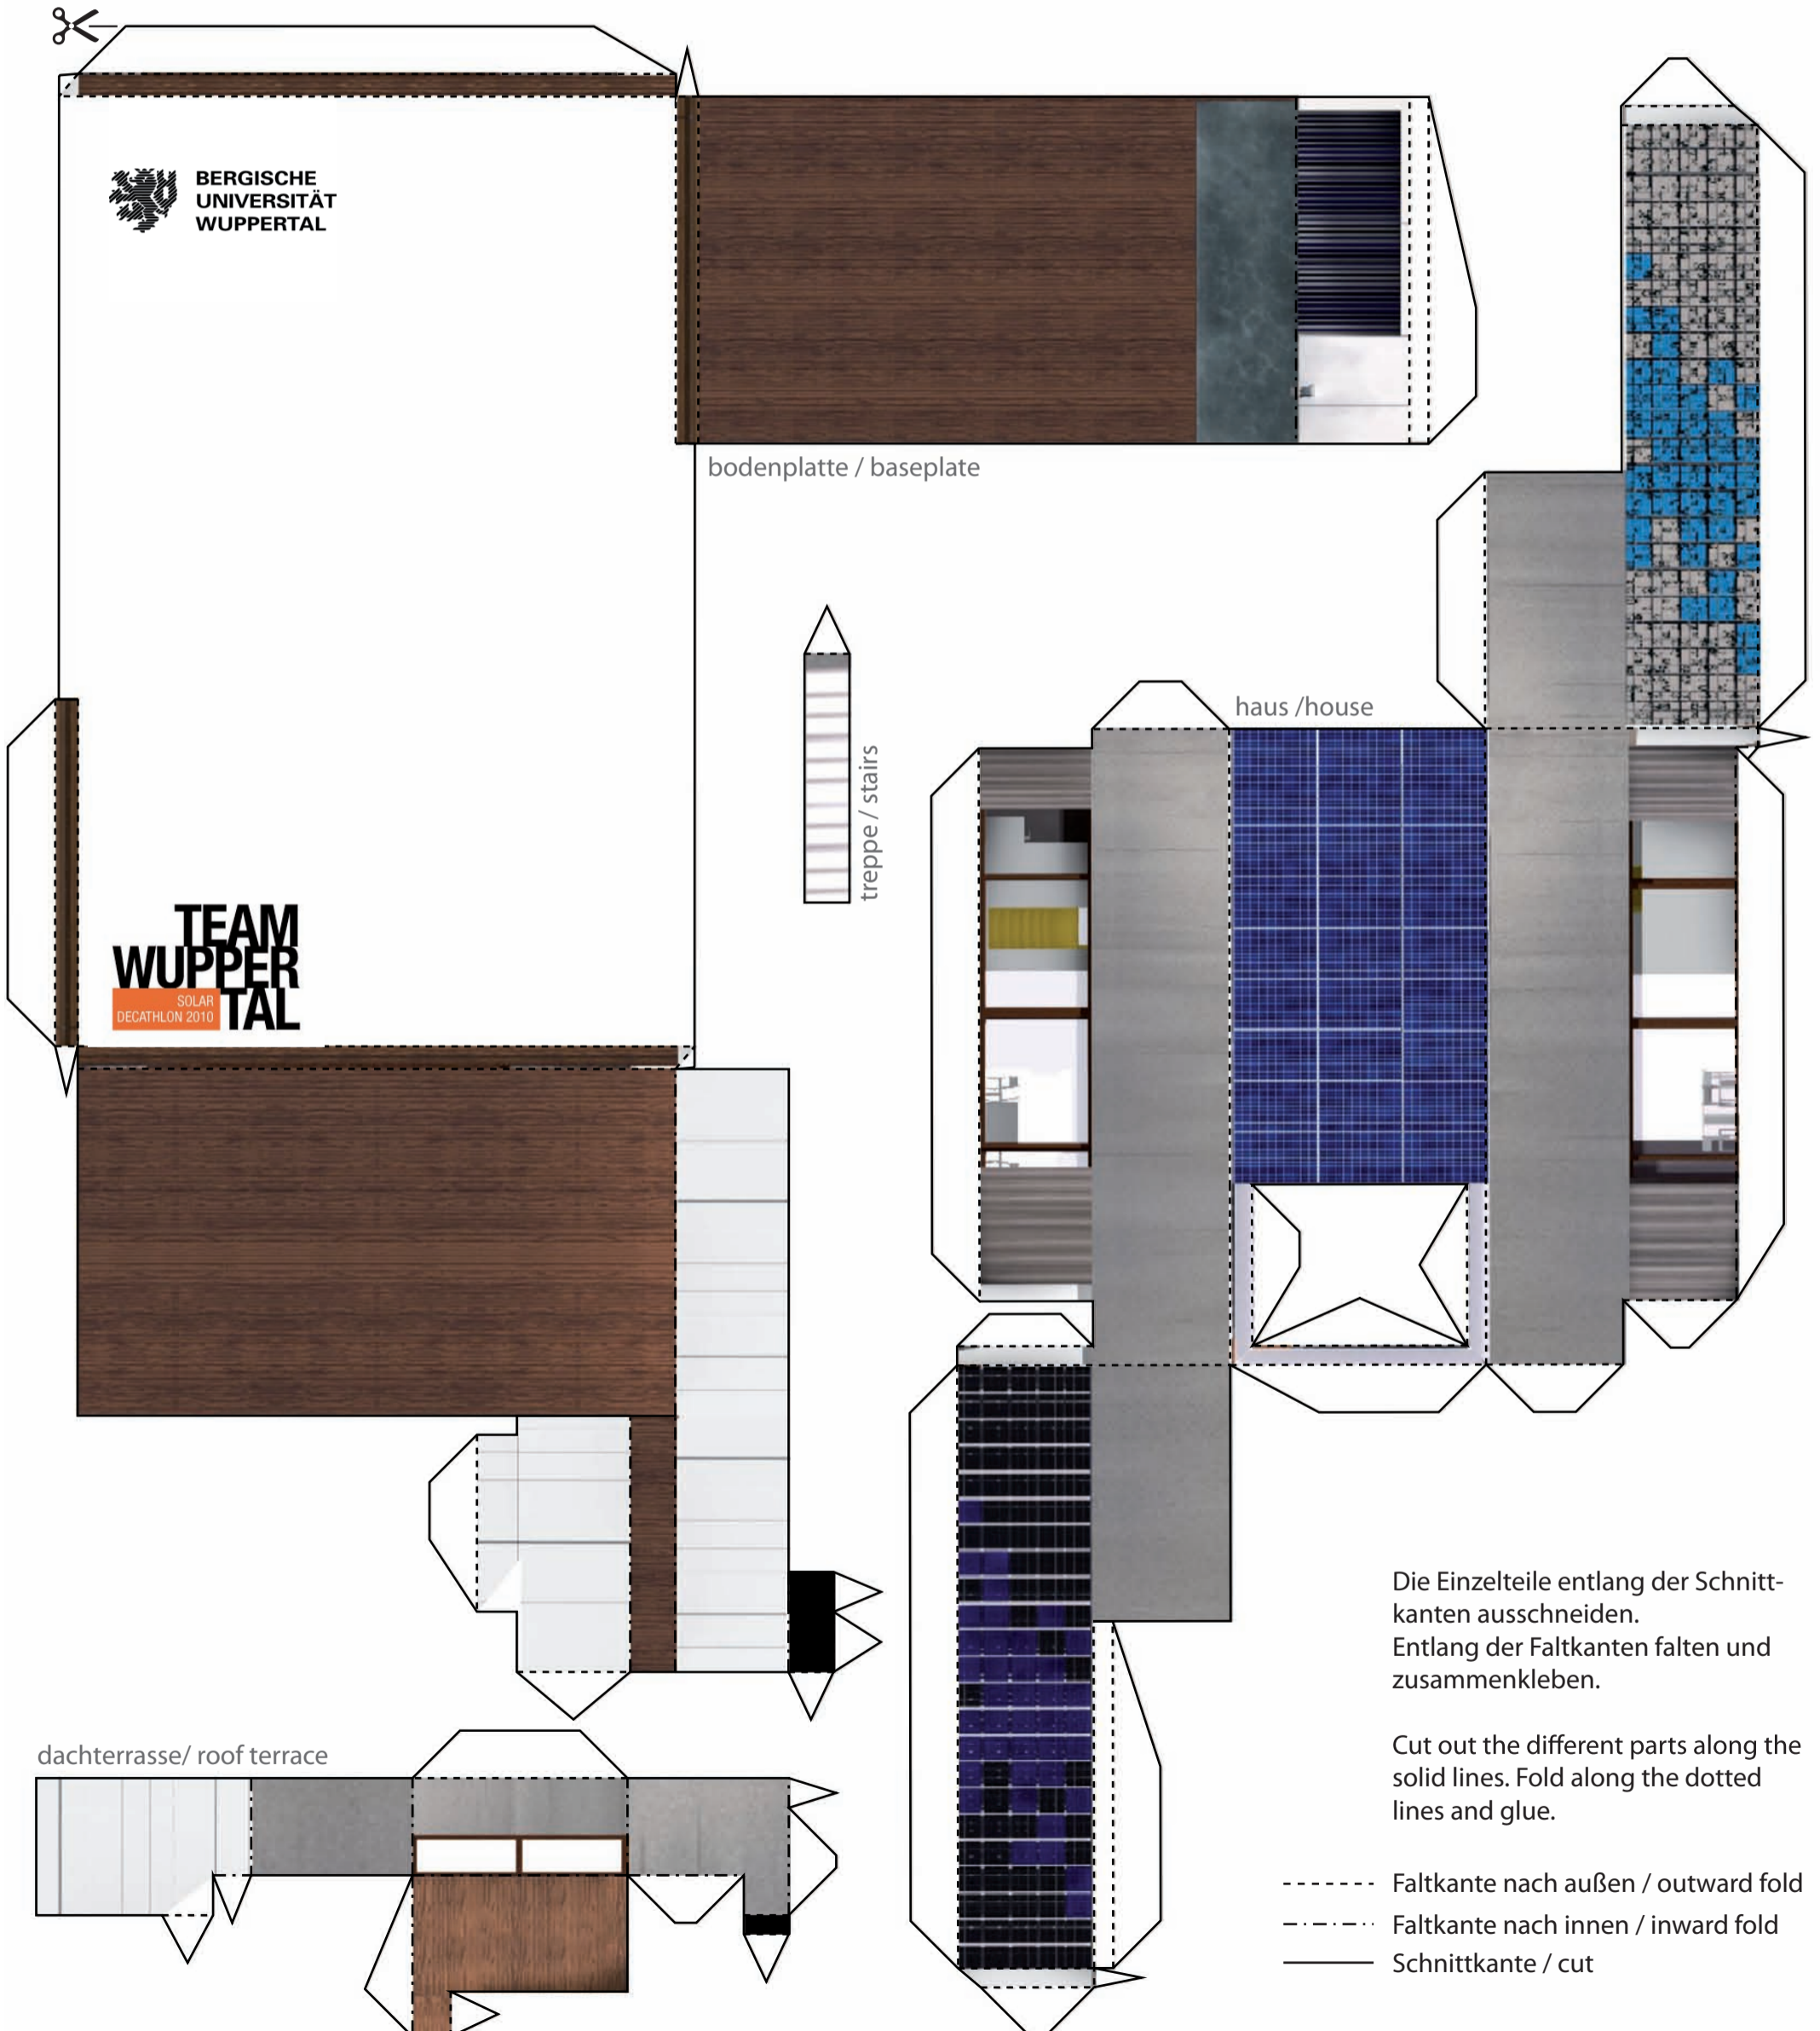 BERGISCHE
UNIVERSITÄT
WUPPERTAL
bodenplatte / baseplate
treppe / stairs
haus /house
TEAM
WUPPER
TAL
SOLAR
DECATHLON 2010
dachterrasse/ roof terrace
Die Einzelteile entlang der Schnitt-
kanten ausschneiden.
Entlang der Faltkanten falten und
zusammenkleben.
Cut out the different parts along the
solid lines. Fold along the dotted
lines and glue.
Faltkante nach außen / outward fold
Faltkante nach innen / inward fold
Schnittkante / cut